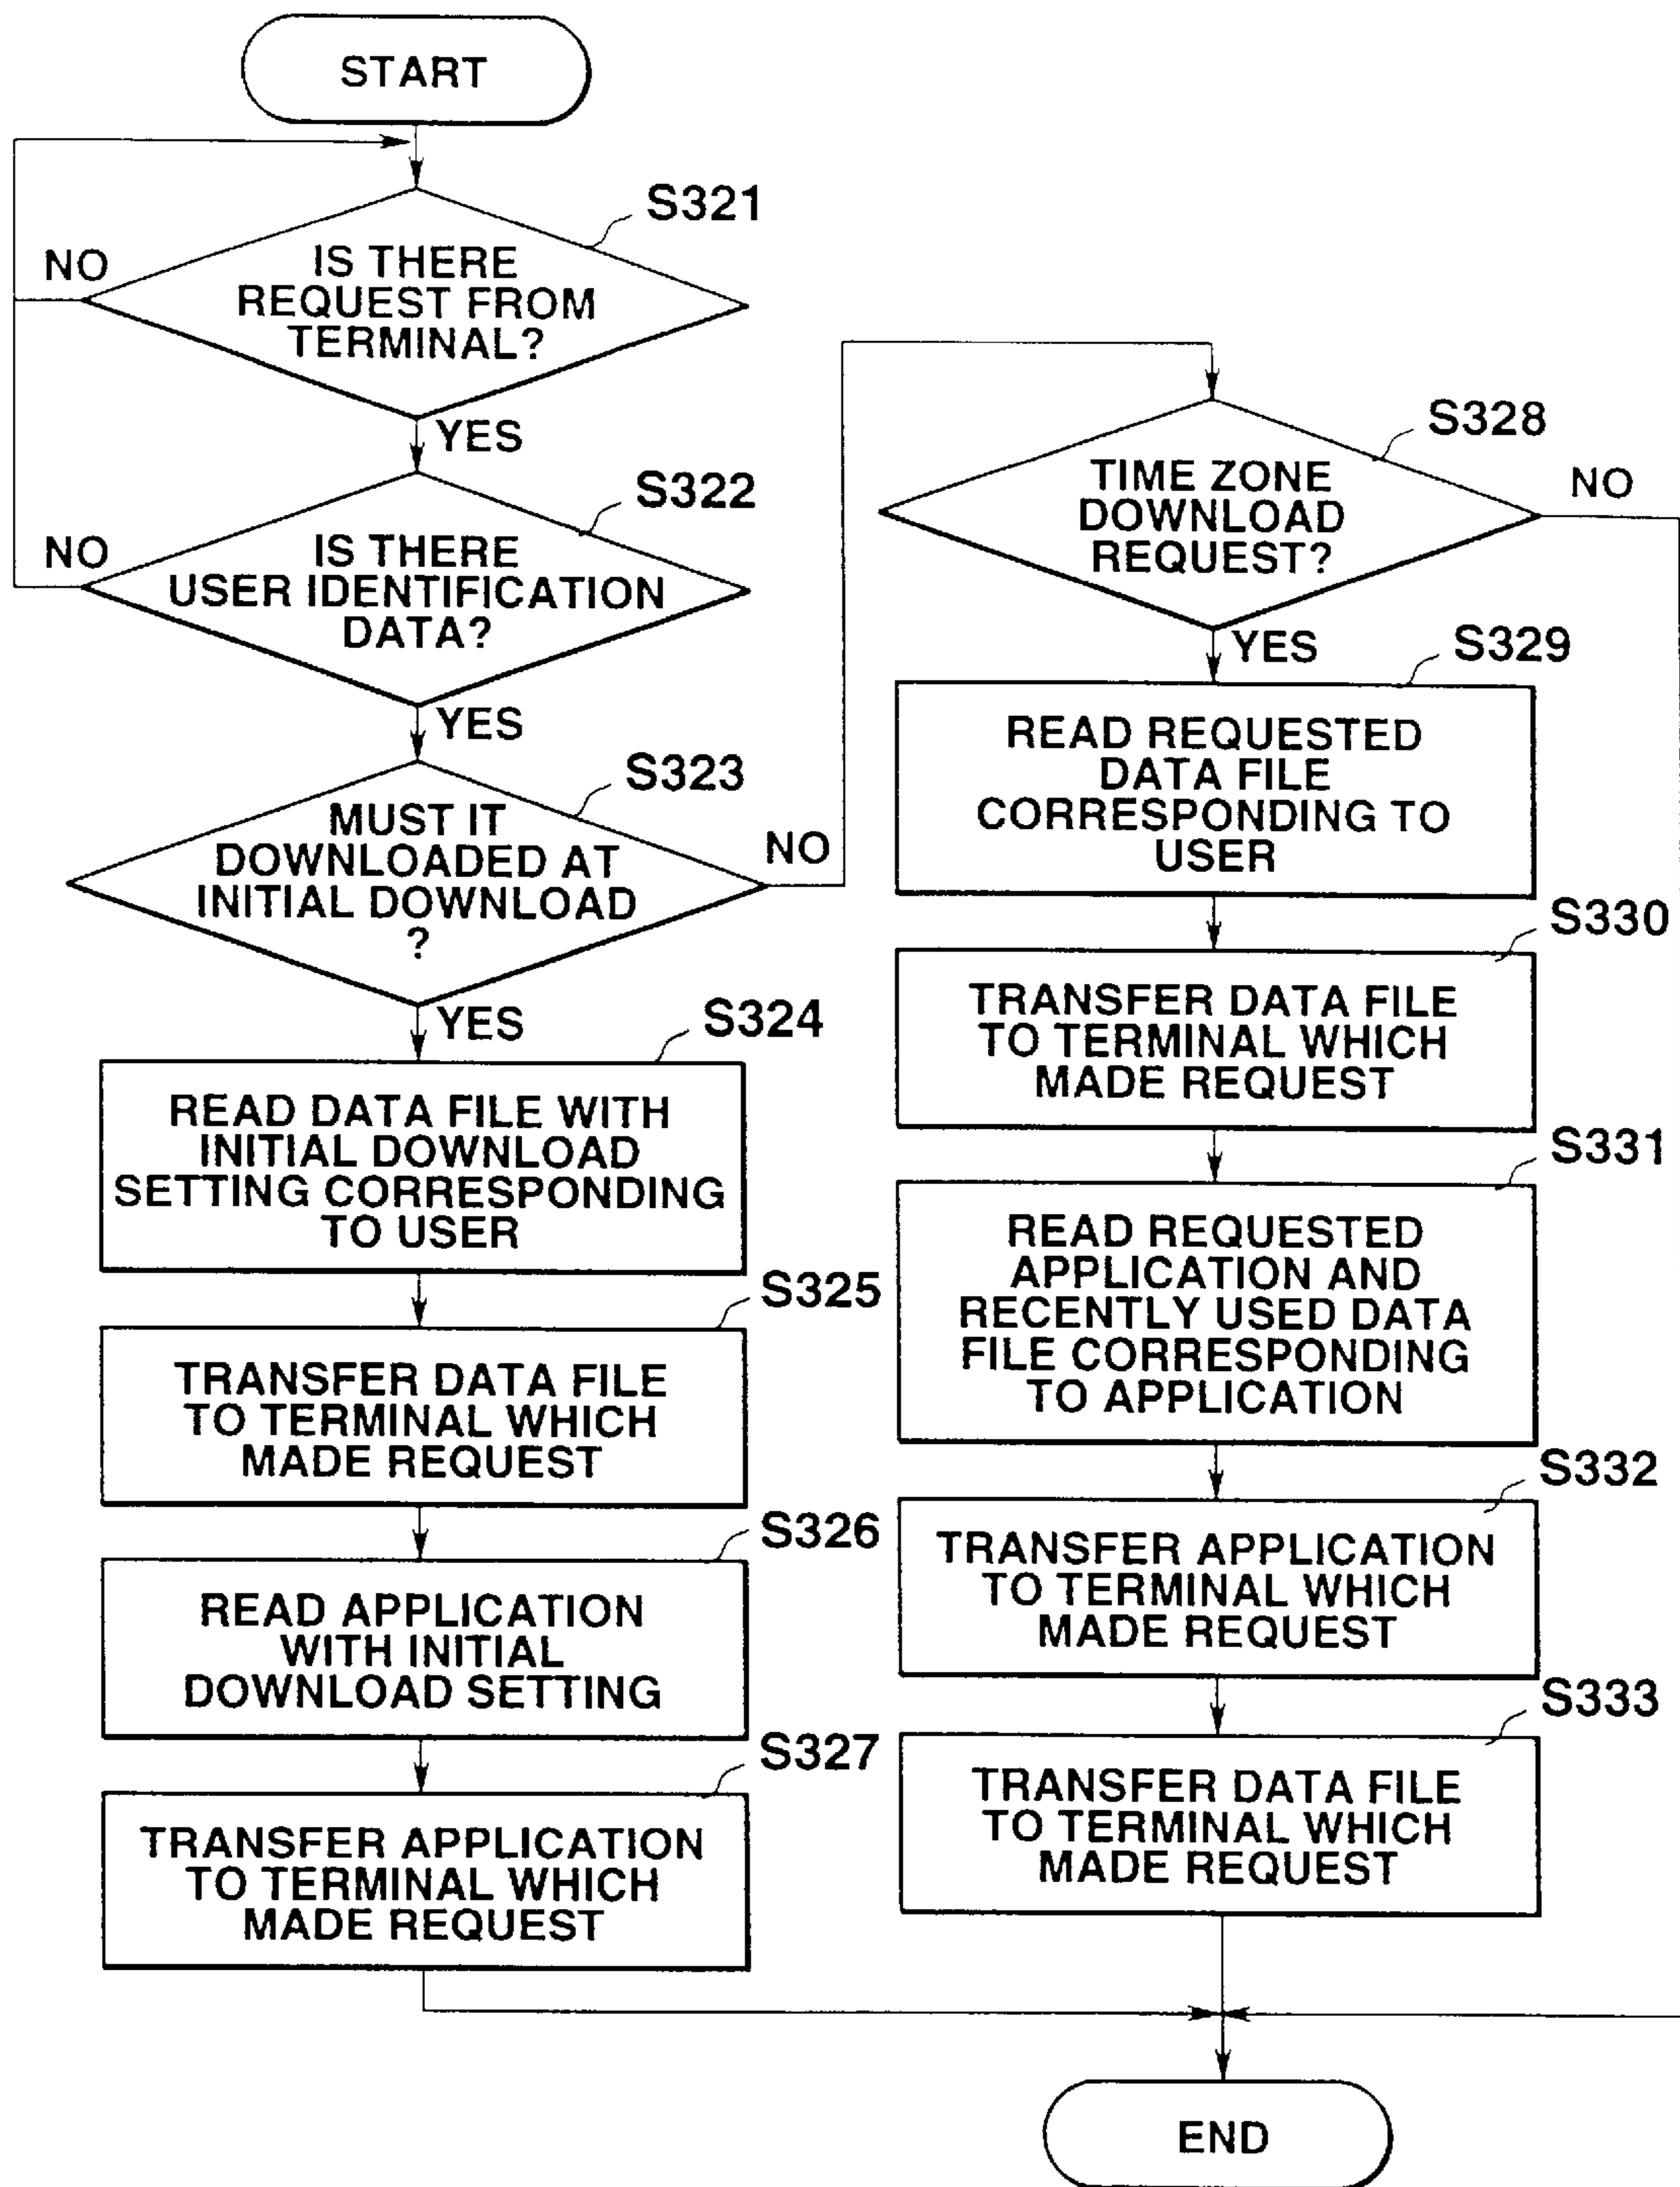 START
S321
NO
IS THERE
REQUEST FROM
TERMINAL?
YES
S322
NO
IS THERE
USER IDENTIFICATION
DATA?
YES
S323
MUST IT
DOWNLOADED AT
INITIAL DOWNLOAD
?
NO
YES
S324
READ DATA FILE WITH
INITIAL DOWNLOAD
SETTING CORRESPONDING
TO USER
S325
TRANSFER DATA FILE
TO TERMINAL WHICH
MADE REQUEST
S326
READ APPLICATION
WITH INITIAL
DOWNLOAD SETTING
S327
TRANSFER APPLICATION
TO TERMINAL WHICH
MADE REQUEST
S328
TIME ZONE
DOWNLOAD
REQUEST?
NO
YES
S329
READ REQUESTED
DATA FILE
CORRESPONDING TO
USER
S330
TRANSFER DATA FILE
TO TERMINAL WHICH
MADE REQUEST
S331
READ REQUESTED
APPLICATION AND
RECENTLY USED DATA
FILE CORRESPONDING
TO APPLICATION
S332
TRANSFER APPLICATION
TO TERMINAL WHICH
MADE REQUEST
S333
TRANSFER DATA FILE
TO TERMINAL WHICH
MADE REQUEST
END